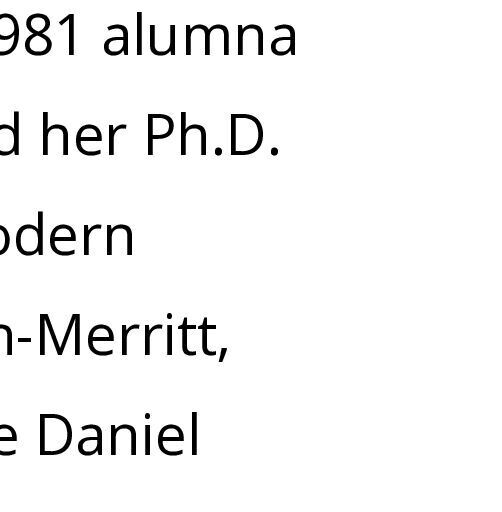 981 alumna
d her Ph.D.
odern
n-Merritt,
e Daniel